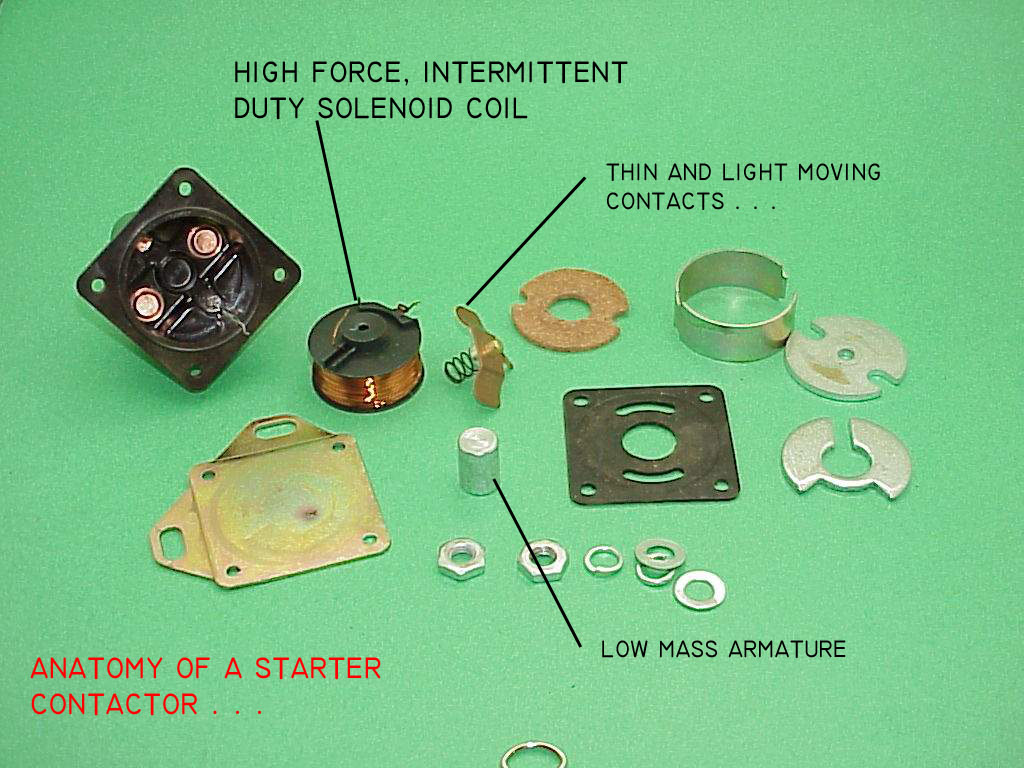 HIGH FORCE, INTERMITTENT
DUTY SOLENOID COIL
THIN AND LIGHT MOVING
CONTACTS . . .
LOW MASS ARMATURE
ANATOMY OF A STARTER
CONTACTOR . . .